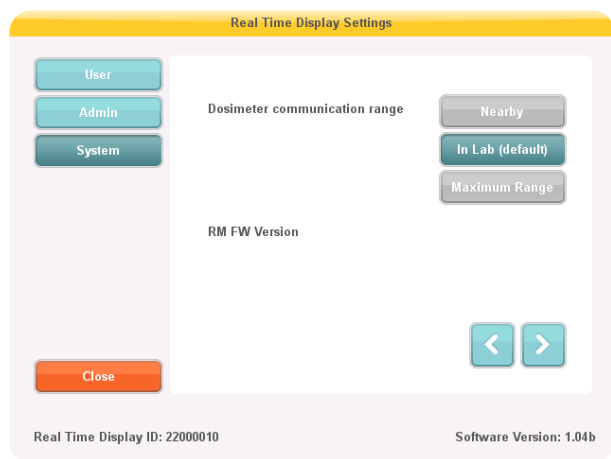 Real Time Display Settings
User
Admin
System
Dosimeter communication range
Nearby
In Lab (default)
Maximum Range
RM FW Version
Close
Real Time Display ID: 22000010
Software Version: 1.04b